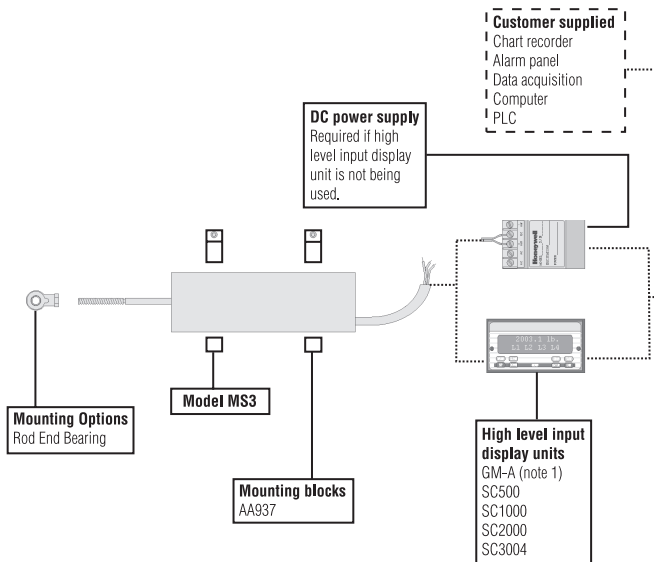 Customer supplied
Chart recorder
Alarm panel
Data acquisition
Computer
PLC
DC power supply
Required if high
level input display
unit is not being
used.
Honeywell
2003.1 lb.
L1 L2 L3 L4
Model MS3
Mounting Options
Rod End Bearing
Mounting blocks
AA937
High level input
display units
GM-A (note 1)
SC500
SC1000
SC2000
SC3004